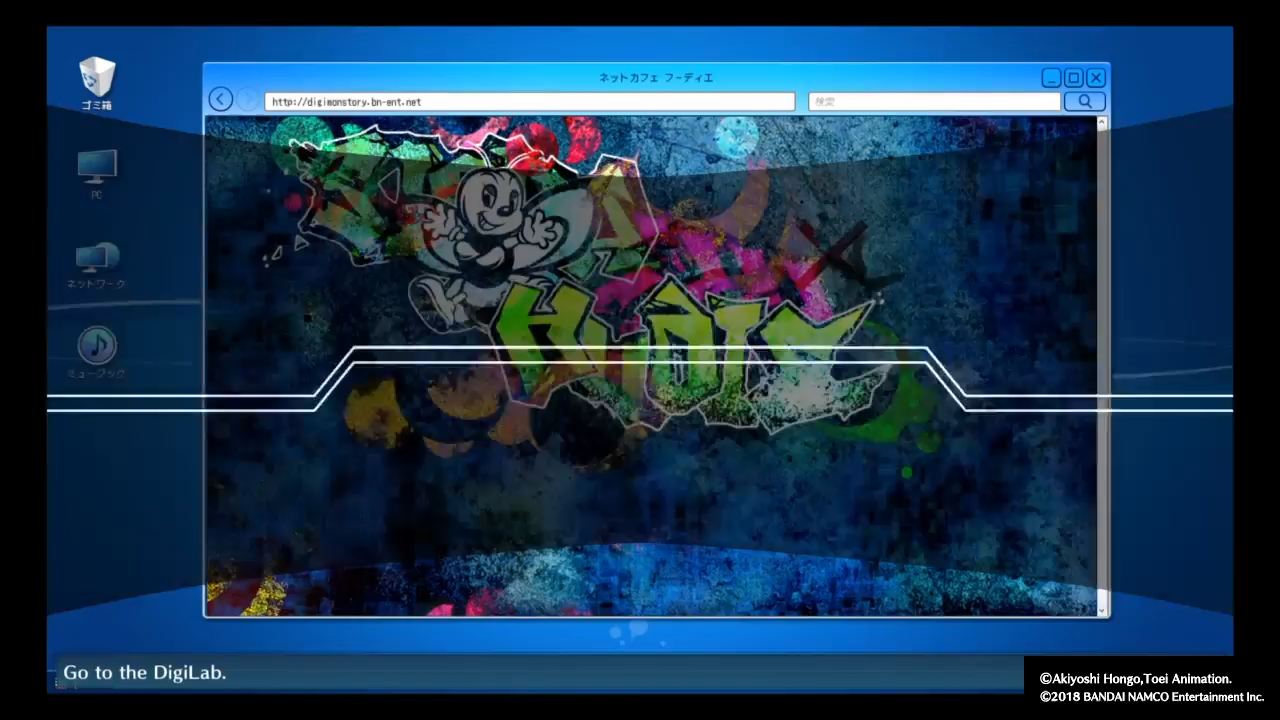 ネットカフェ フーディエ
http://digimonstory.bn-ent.net
検索
ゴミ箱
PC
ネットワーク
ミュージック
Go to the DigiLab.
©Akiyoshi Hongo,Toei Animation.
©2018 BANDAI NAMCO Entertainment Inc.